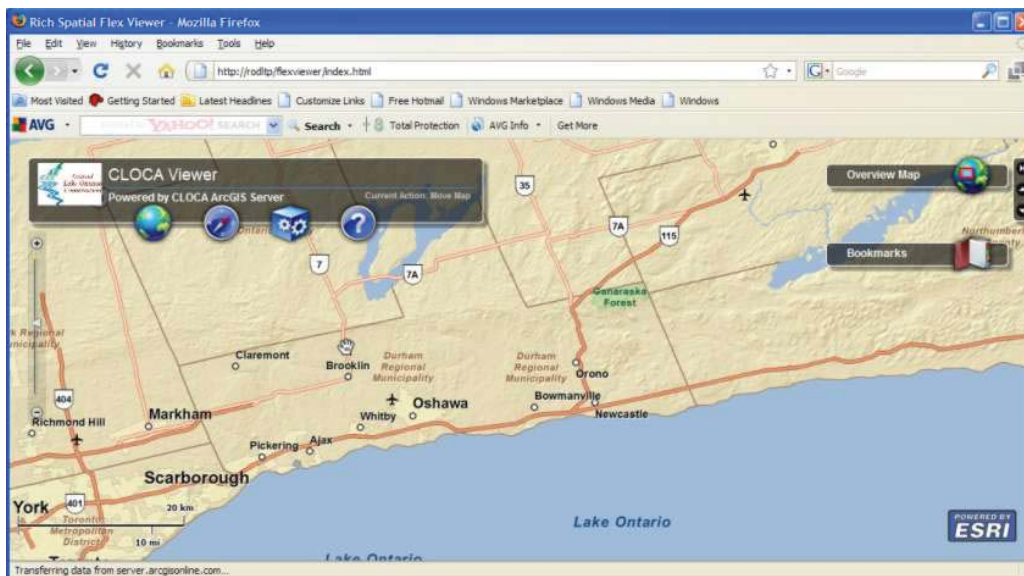 Rich Spatial Flex Viewer - Mozilla Firefox
File Edit View History Bookmarks Tools Help
http://rodltp/flexviewer/index.html
Google
Most Visited Getting Started Latest Headlines Customize Links Free Hotmail Windows Marketplace Windows Media Windows
AVG YAHOO! SEARCH Search Total Protection AVG Info Get More
CLOCA Viewer
Powered by CLOCA ArcGIS Server
Current Action: Move Map
Overview Map
Bookmarks
35
7A
115
7
7A
Ganaraska
Forest
Claremont
Brooklin
Durham
Regional
Municipality
Durham
Regional
Municipality
Orono
404
Richmond Hill
Markham
Whitby
Oshawa
Bowmanville
Newcastle
Pickering
Ajax
Scarborough
York
401
20 km
Metropolitan
District
10 mi
Lake Ontario
Lake Ontario
POWERED BY
ESRI
Transferring data from server.arcgisonline.com...